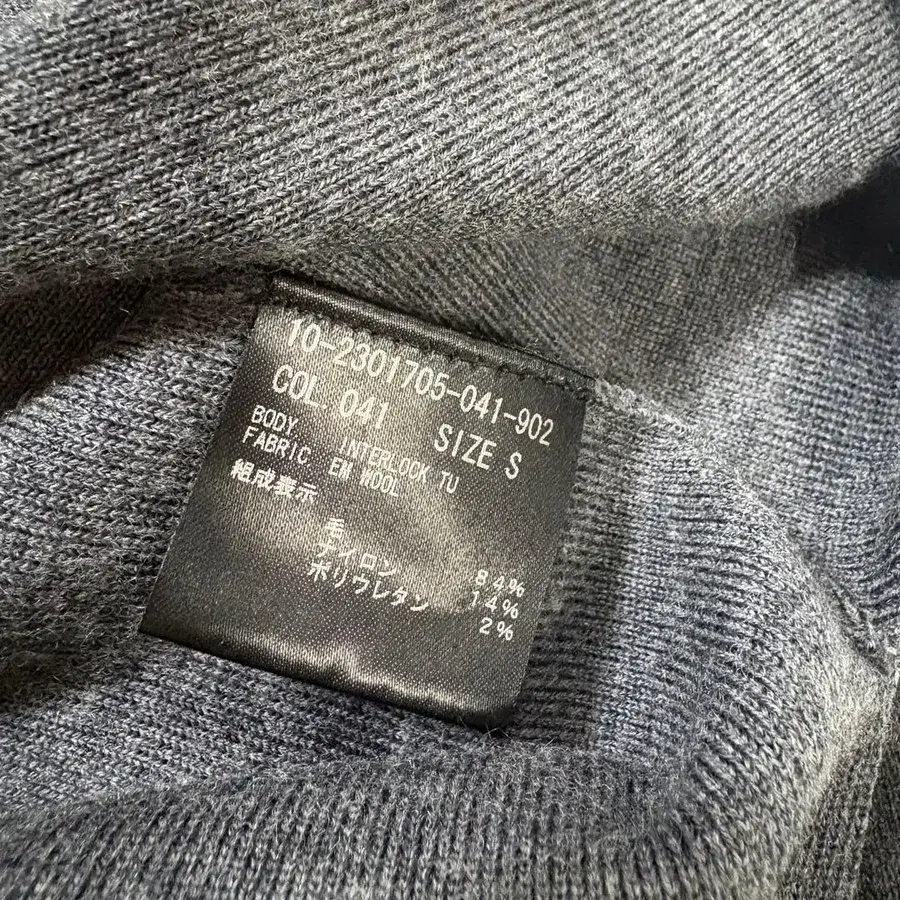 10-2301705-041-902
COL 041 SIZE S
BODY INTERLOCK TU
FABRIC EM WOOL
組成表示
毛 84%
ナイロン 14%
ポリウレタン 2%